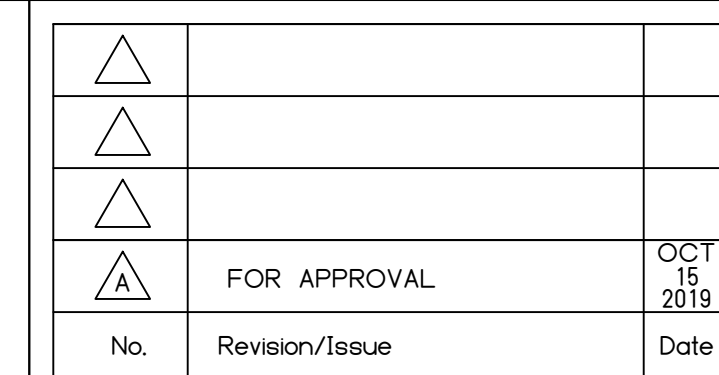 A
FOR APPROVAL
OCT
15
2019
No.
Revision/Issue
Date